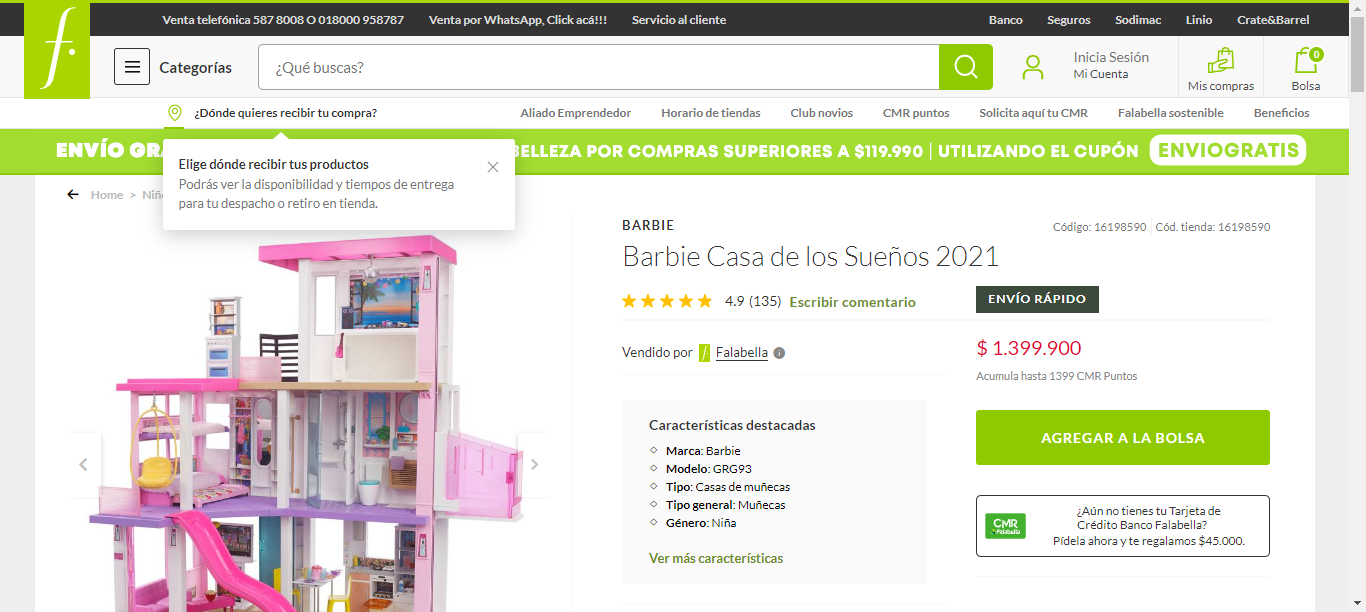 Venta telefónica 587 8008 O 018000 958787
Venta por WhatsApp, Click acá!!!
Servicio al cliente
Banco
Seguros
Sodimac
Linio
Crate&Barrel
f.
Categorías
¿Qué buscas?
Inicia Sesión
Mi Cuenta
Mis compras
0
Bolsa
¿Dónde quieres recibir tu compra?
Aliado Emprendedor
Horario de tiendas
Club novios
CMR puntos
Solicita aquí tu CMR
Falabella sostenible
Beneficios
ENVÍO BELLEZA POR COMPRAS SUPERIORES A $119.990 | UTILIZANDO EL CUPÓN ENVIOGRATIS
Elige dónde recibir tus productos
Podrás ver la disponibilidad y tiempos de entrega
para tu despacho o retiro en tienda.
Home >
BARBIE
Código: 16198590
Cód. tienda: 16198590
Barbie Casa de los Sueños 2021
4.9 (135)
Escribir comentario
ENVÍO RÁPIDO
Vendido por f Falabella i
$ 1.399.900
Acumula hasta 1399 CMR Puntos
Características destacadas
Marca: Barbie
Modelo: GRG93
Tipo: Casas de muñecas
Tipo general: Muñecas
Género: Niña
Ver más características
AGREGAR A LA BOLSA
CMR
Falabella
¿Aún no tienes tu Tarjeta de
Crédito Banco Falabella?
Pídela ahora y te regalamos $45.000.